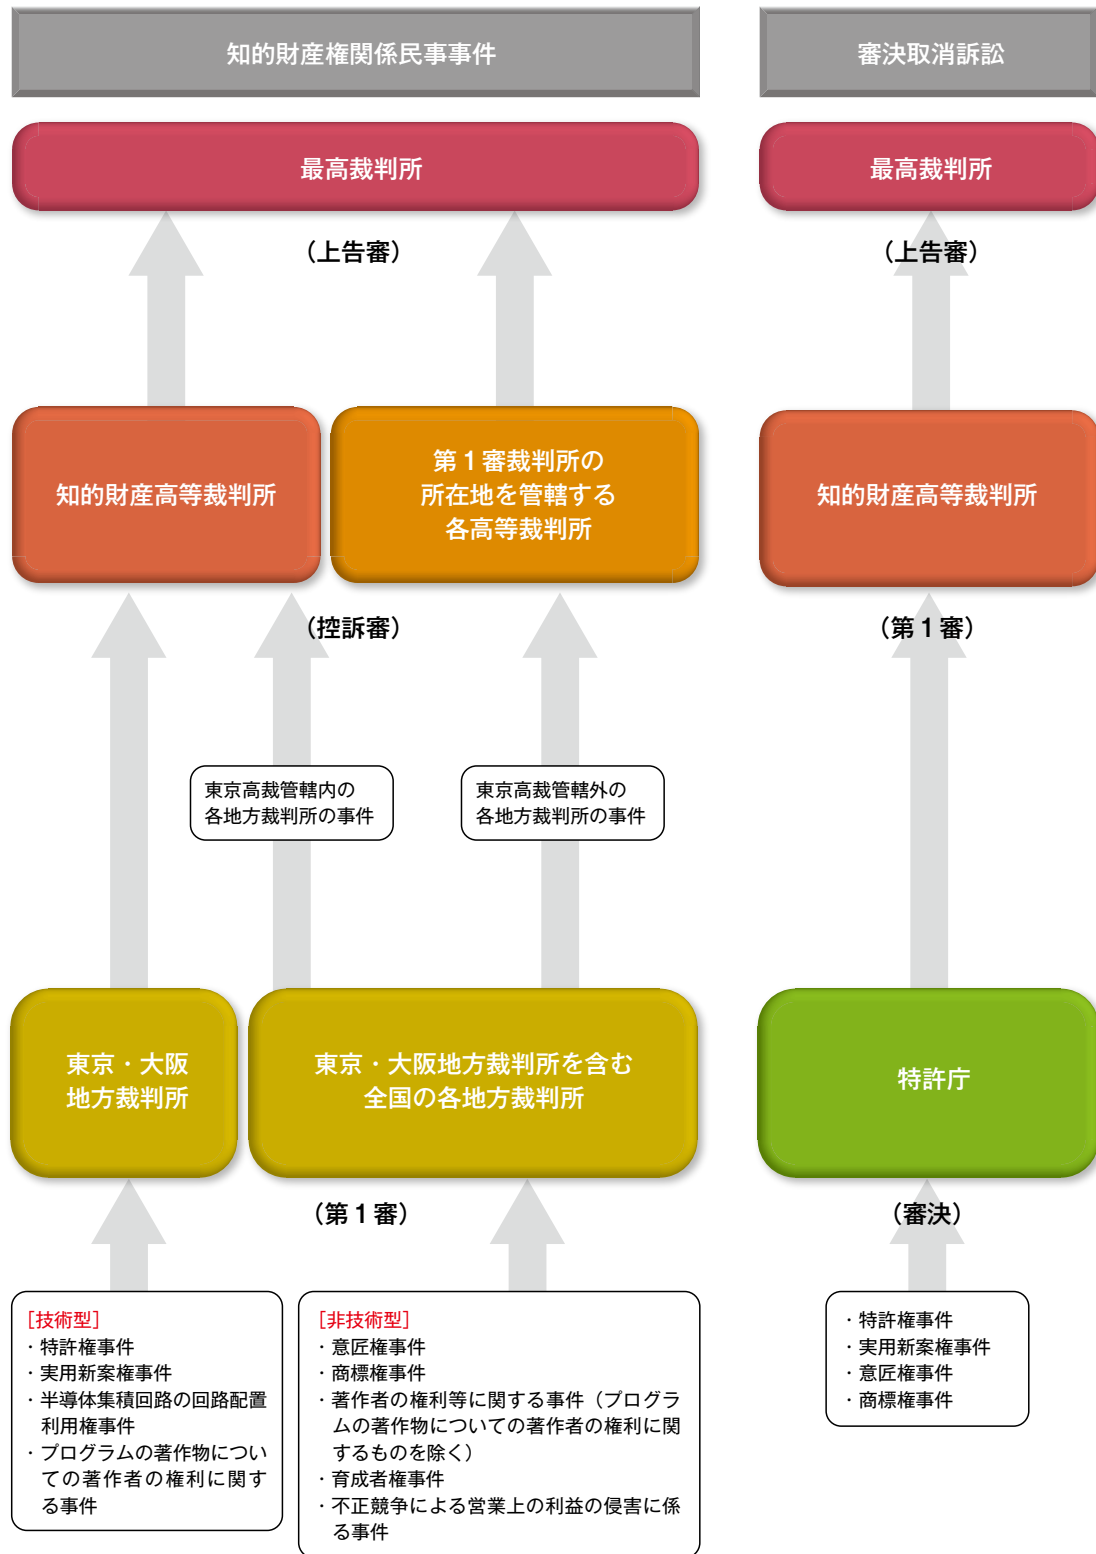 知的財産権関係民事事件
審決取消訴訟
最高裁判所
最高裁判所
（上告審）
（上告審）
知的財産高等裁判所
第１審裁判所の
所在地を管轄する
各高等裁判所
知的財産高等裁判所
（控訴審）
（第１審）
東京高裁管轄内の
各地方裁判所の事件
東京高裁管轄外の
各地方裁判所の事件
東京・大阪
地方裁判所
東京・大阪地方裁判所を含む
全国の各地方裁判所
特許庁
（第１審）
（審決）
［技術型］
・特許権事件
・実用新案権事件
・半導体集積回路の回路配置
利用権事件
・プログラムの著作物につい
ての著作者の権利に関す
る事件
［非技術型］
・意匠権事件
・商標権事件
・著作者の権利等に関する事件（プログラ
ムの著作物についての著作者の権利に関
するものを除く）
・育成者権事件
・不正競争による営業上の利益の侵害に係
る事件
・特許権事件
・実用新案権事件
・意匠権事件
・商標権事件